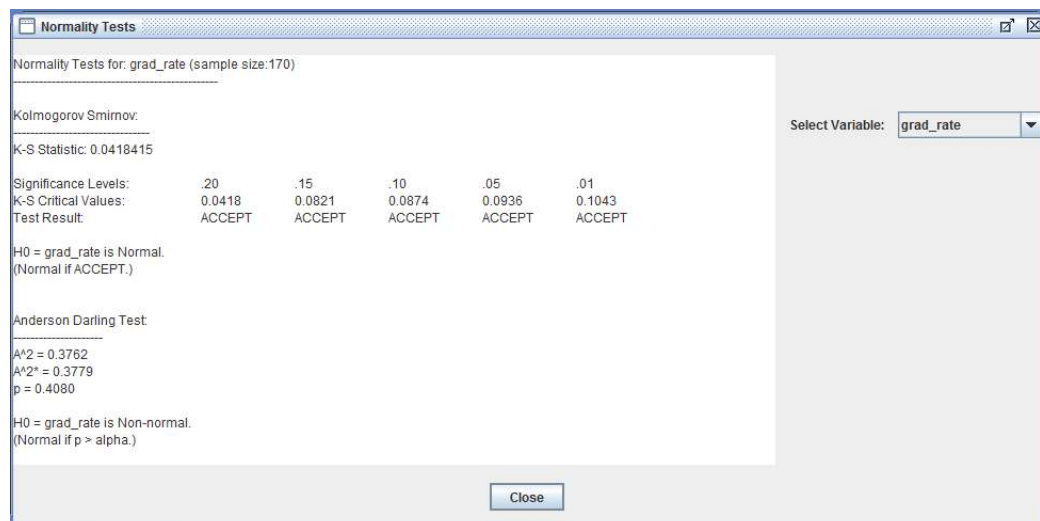 Normality Tests
Normality Tests for: grad_rate (sample size:170)
------------------------------------------------
Kolmogorov Smirnov:
--------------------------------
K-S Statistic: 0.0418415
Select Variable: grad_rate
Significance Levels: .20 .15 .10 .05 .01
K-S Critical Values: 0.0418 0.0821 0.0874 0.0936 0.1043
Test Result: ACCEPT ACCEPT ACCEPT ACCEPT ACCEPT
H0 = grad_rate is Normal.
(Normal if ACCEPT.)
Anderson Darling Test:
---------------------
A^2 = 0.3762
A^2* = 0.3779
p = 0.4080
H0 = grad_rate is Non-normal.
(Normal if p > alpha.)
Close